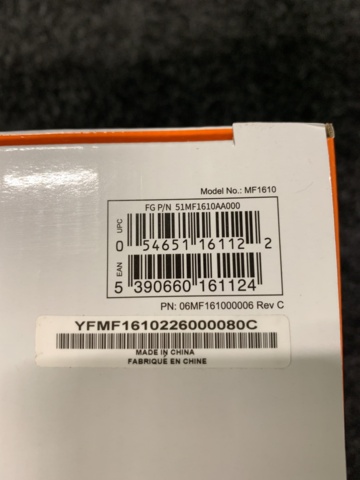 Model No.: MF1610
FG P/N 51MF1610AA000
UPC
0 54651 16112 2
EAN
5 390660 161124
PN: 06MF161000006 Rev C
YFMF1610226000080C
MADE IN CHINA
FABRIQUE EN CHINE